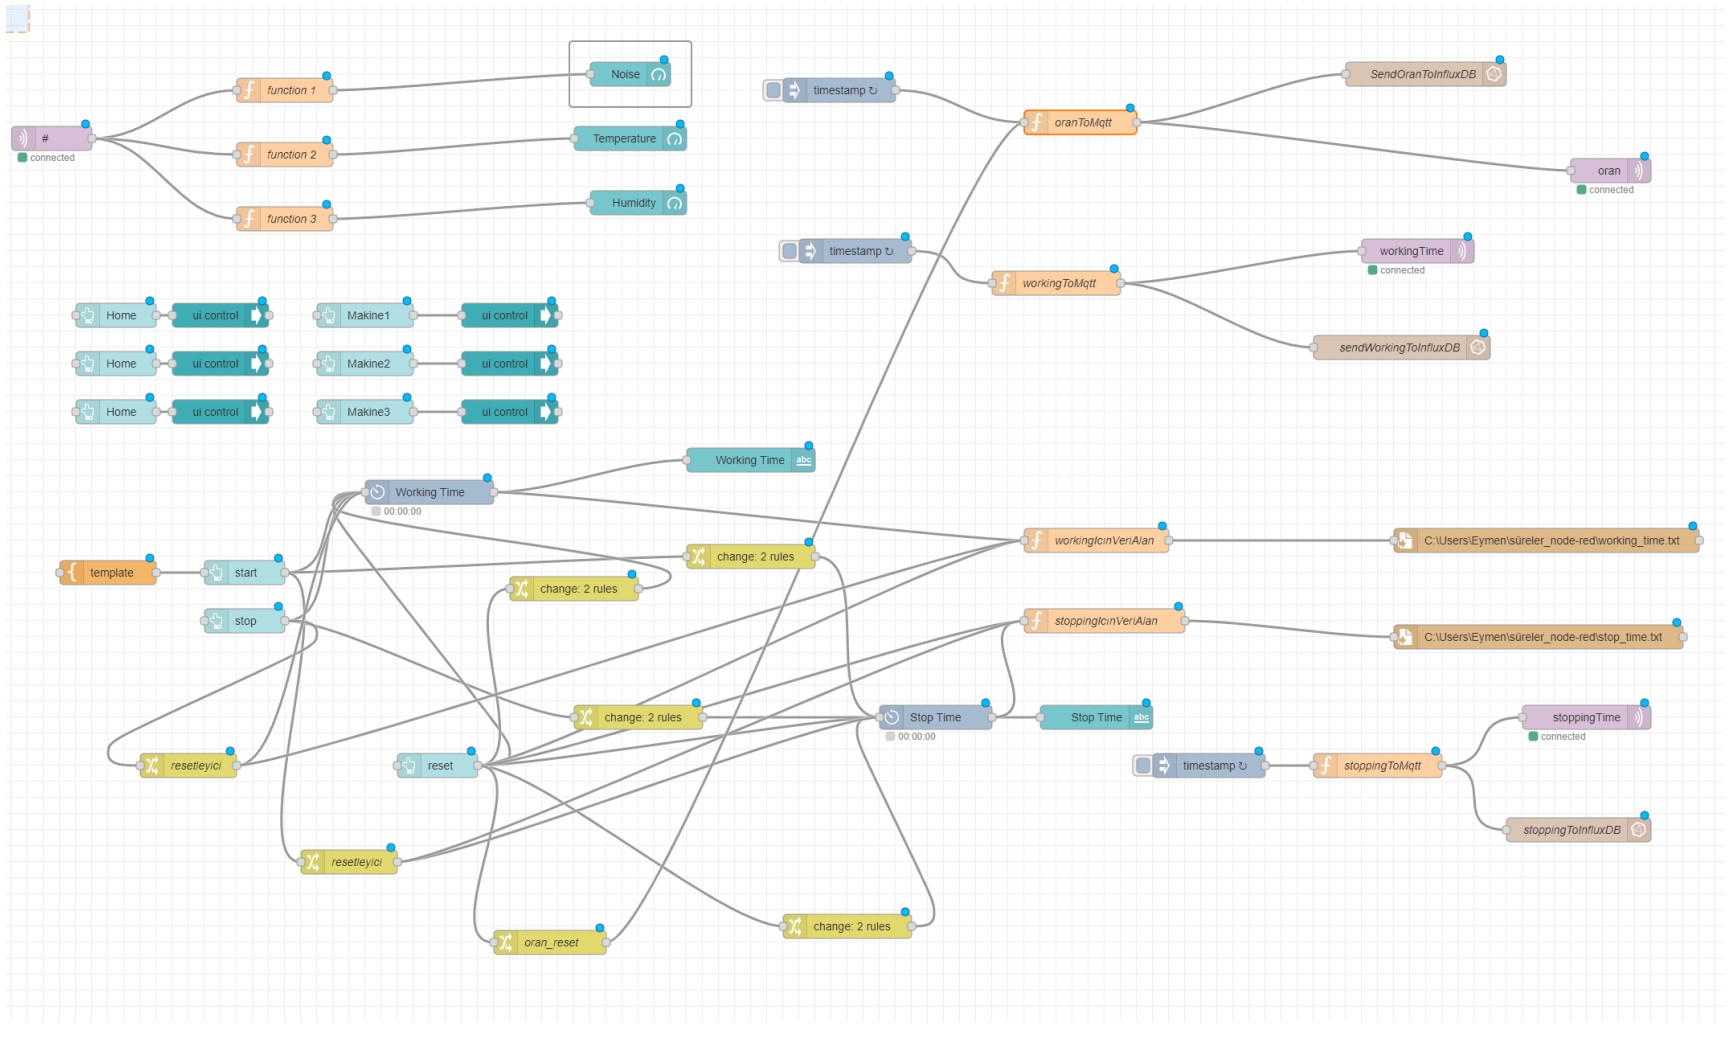 function 1
Noise
timestamp ↻
SendOranToInfluxDB
#
connected
function 2
Temperature
oranToMqtt
oran
connected
function 3
Humidity
timestamp ↻
workingTime
connected
workingToMqtt
sendWorkingToInfluxDB
Home
ui control
Makine1
ui control
Home
ui control
Makine2
ui control
Home
ui control
Makine3
ui control
Working Time
abc
Working Time
00:00:00
change: 2 rules
workingIcınVeriAlan
C:\Users\Eymen\süreler_node-red\working_time.txt
template
start
change: 2 rules
stop
stoppingIcınVeriAlan
C:\Users\Eymen\süreler_node-red\stop_time.txt
change: 2 rules
Stop Time
00:00:00
Stop Time
abc
stoppingTime
connected
resetleyici
reset
timestamp ↻
stoppingToMqtt
stoppingToInfluxDB
resetleyici
change: 2 rules
oran_reset